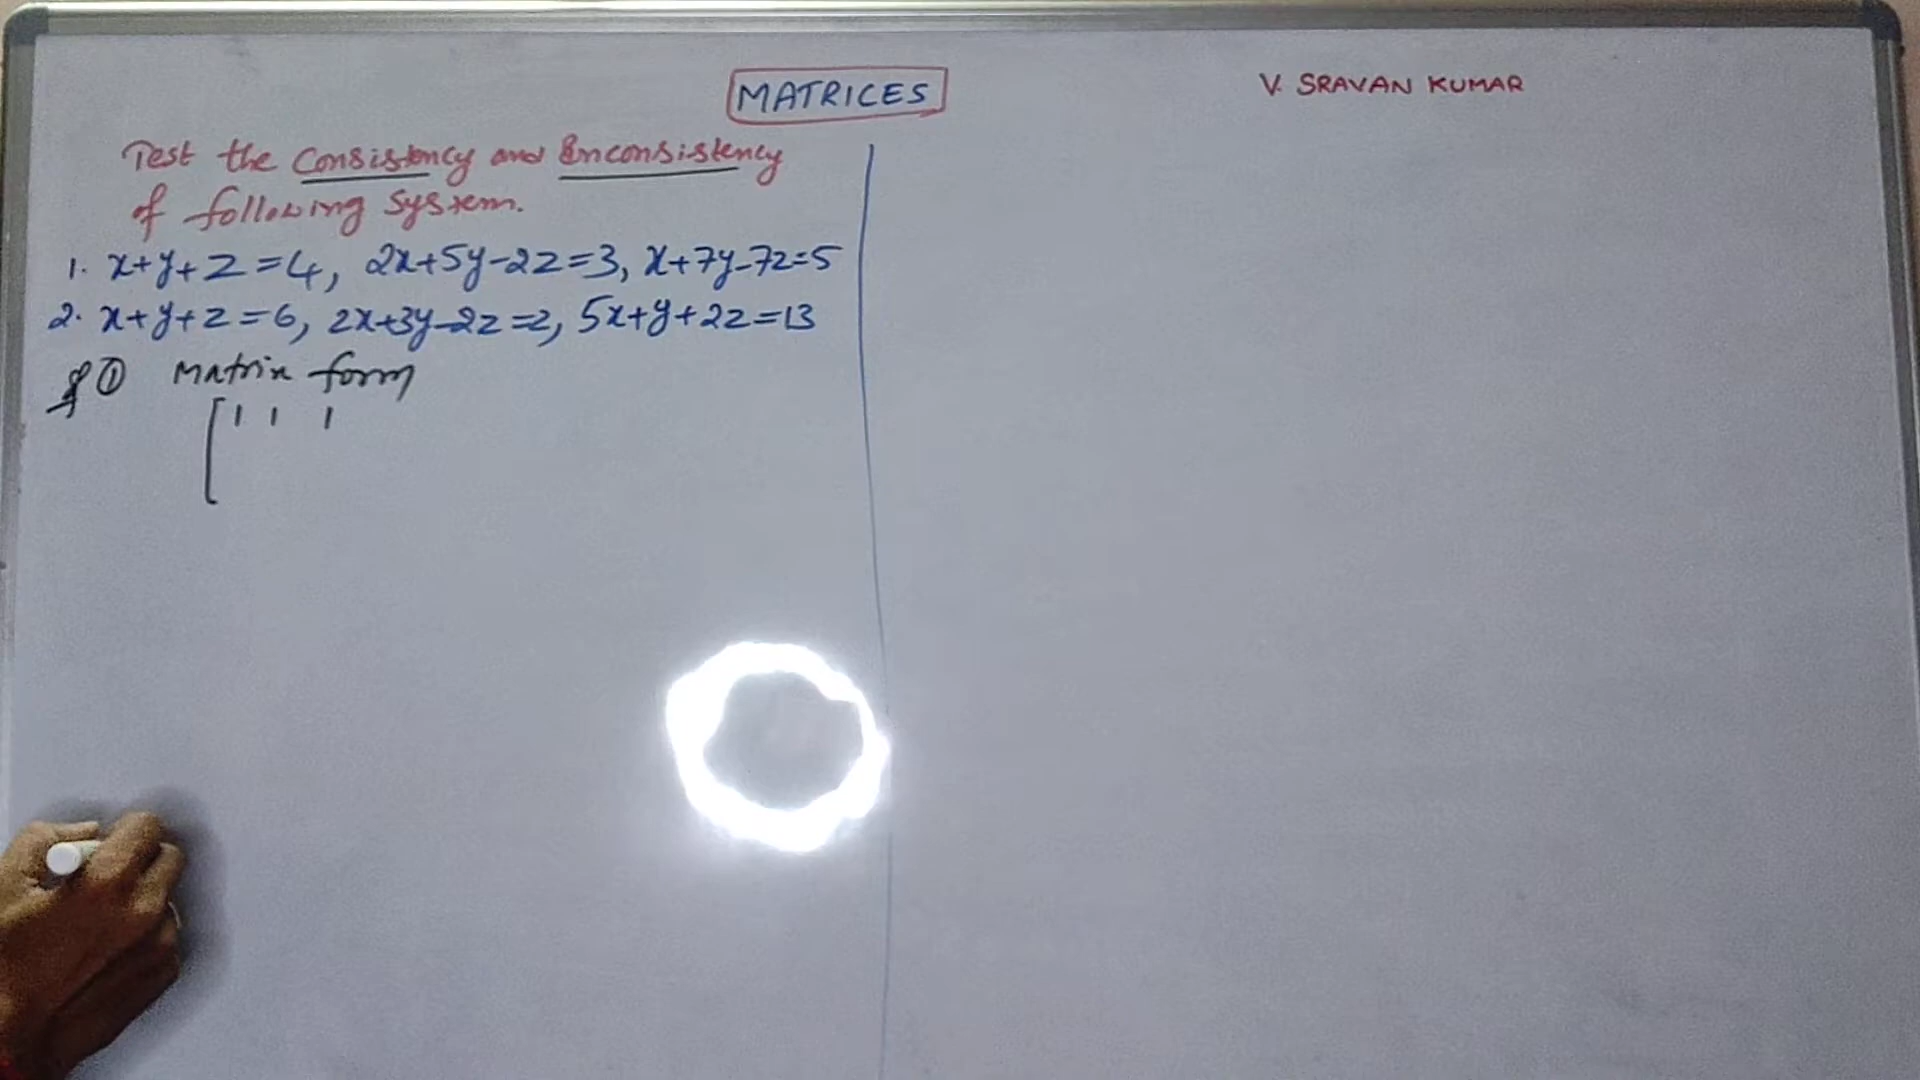 MATRICES
V. SRAVAN KUMAR
Test the Consistency and Inconsistency
of following System.
1. x+y+z=4, 2x+5y-2z=3, x+7y-7z=5
2. x+y+z=6, 2x+3y-2z=2, 5x+y+2z=13
① Matrix form
[1 1 1